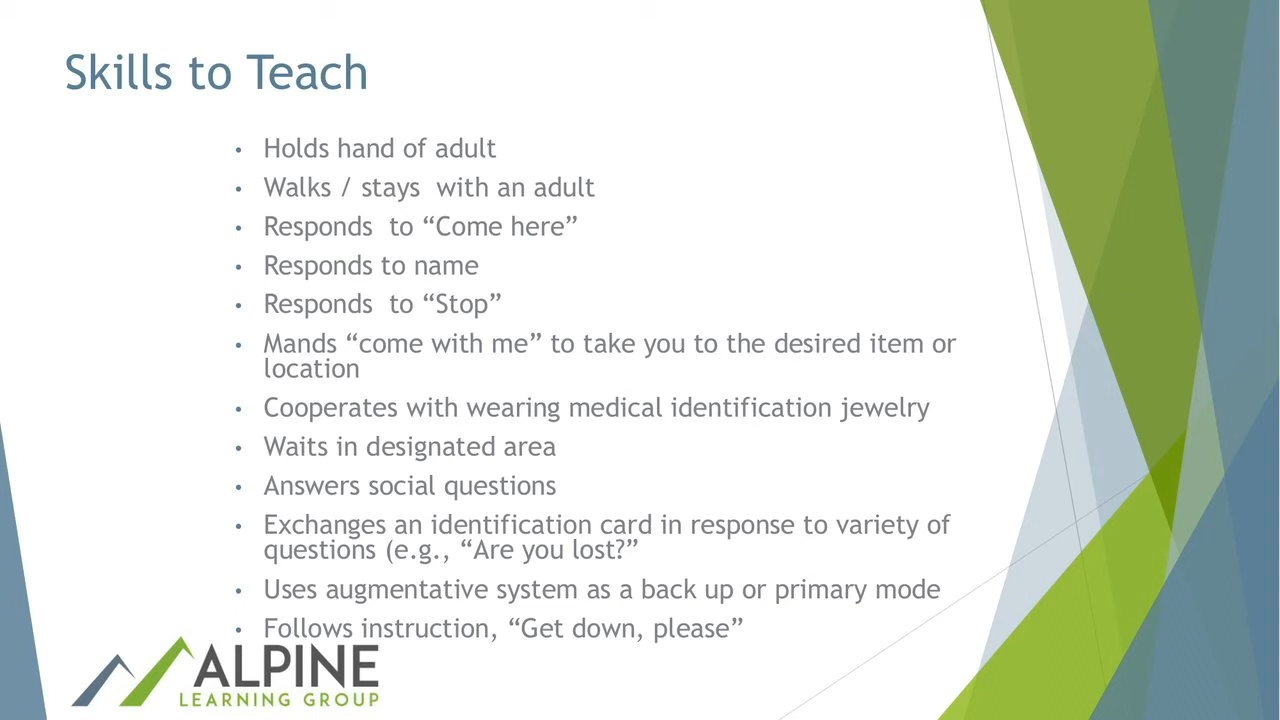 Skills to Teach
• Holds hand of adult
• Walks / stays  with an adult
• Responds  to “Come here”
• Responds to name
• Responds  to “Stop”
• Mands “come with me” to take you to the desired item or
location
• Cooperates with wearing medical identification jewelry
• Waits in designated area
• Answers social questions
• Exchanges an identification card in response to variety of
questions (e.g., “Are you lost?”
• Uses augmentative system as a back up or primary mode
• Follows instruction, “Get down, please”
ALPINE
LEARNING GROUP